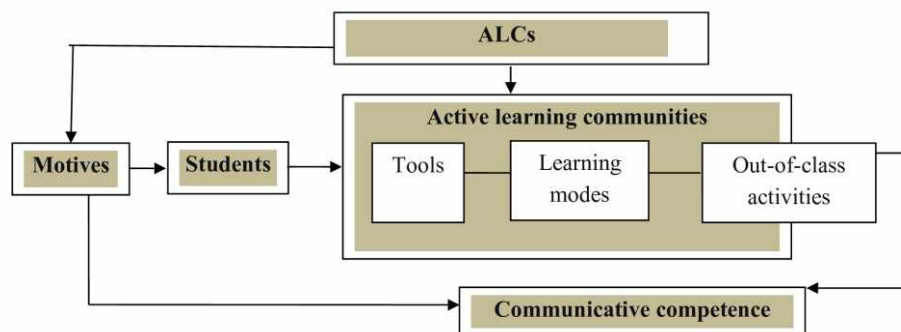 ALCs
Active learning communities
Motives
Students
Tools
Learning
modes
Out-of-class
activities
Communicative competence